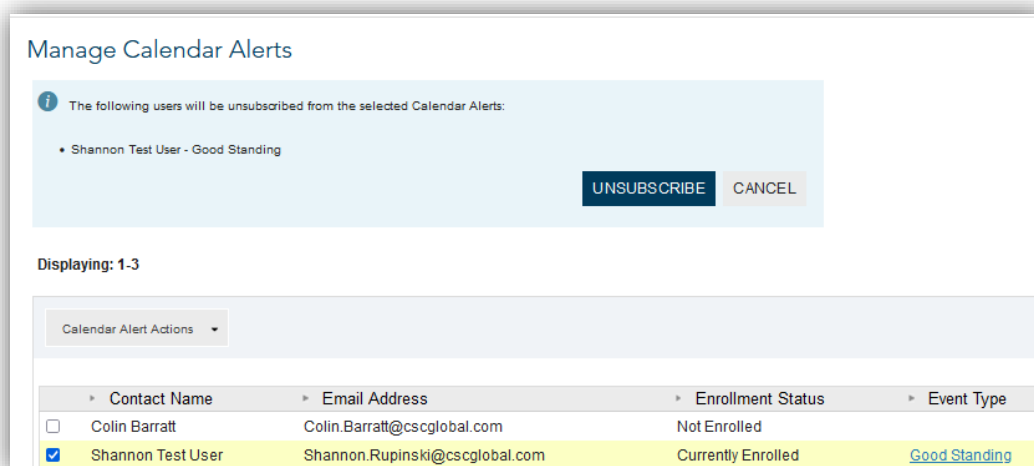 Manage Calendar Alerts
The following users will be unsubscribed from the selected Calendar Alerts:
• Shannon Test User - Good Standing
UNSUBSCRIBE CANCEL
Displaying: 1-3
Calendar Alert Actions
Contact Name Email Address Enrollment Status Event Type
Colin Barratt Colin.Barratt@cscglobal.com Not Enrolled
Shannon Test User Shannon.Rupinski@cscglobal.com Currently Enrolled Good Standing